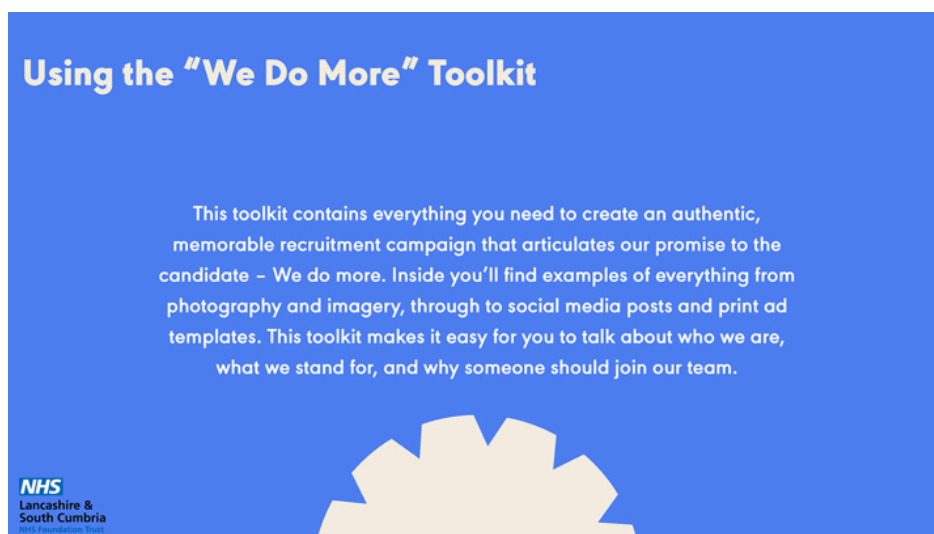 Using the “We Do More” Toolkit
This toolkit contains everything you need to create an authentic,
memorable recruitment campaign that articulates our promise to the
candidate – We do more. Inside you’ll find examples of everything from
photography and imagery, through to social media posts and print ad
templates. This toolkit makes it easy for you to talk about who we are,
what we stand for, and why someone should join our team.
NHS
Lancashire &
South Cumbria
NHS Foundation Trust